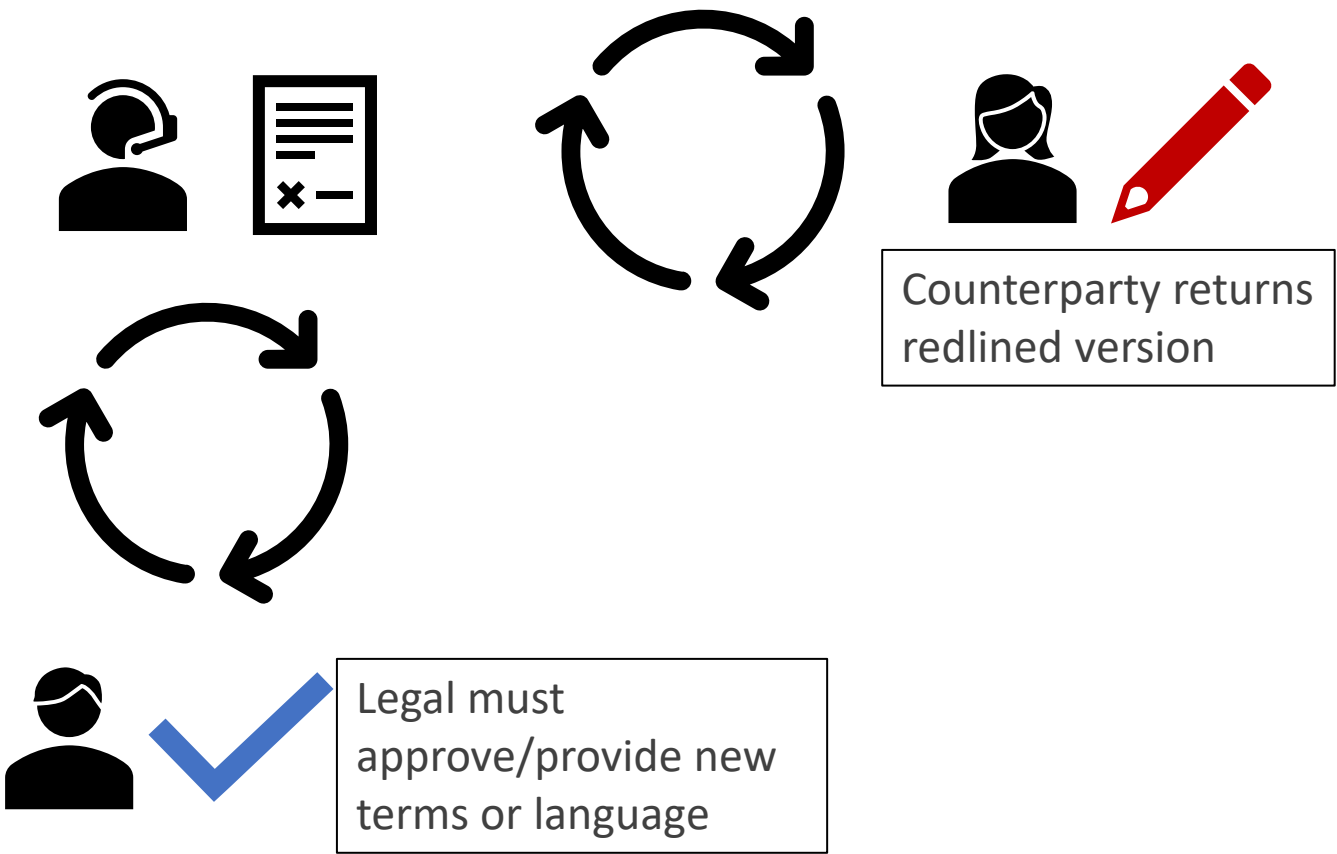 Counterparty returns
redlined version
Legal must
approve/provide new
terms or language